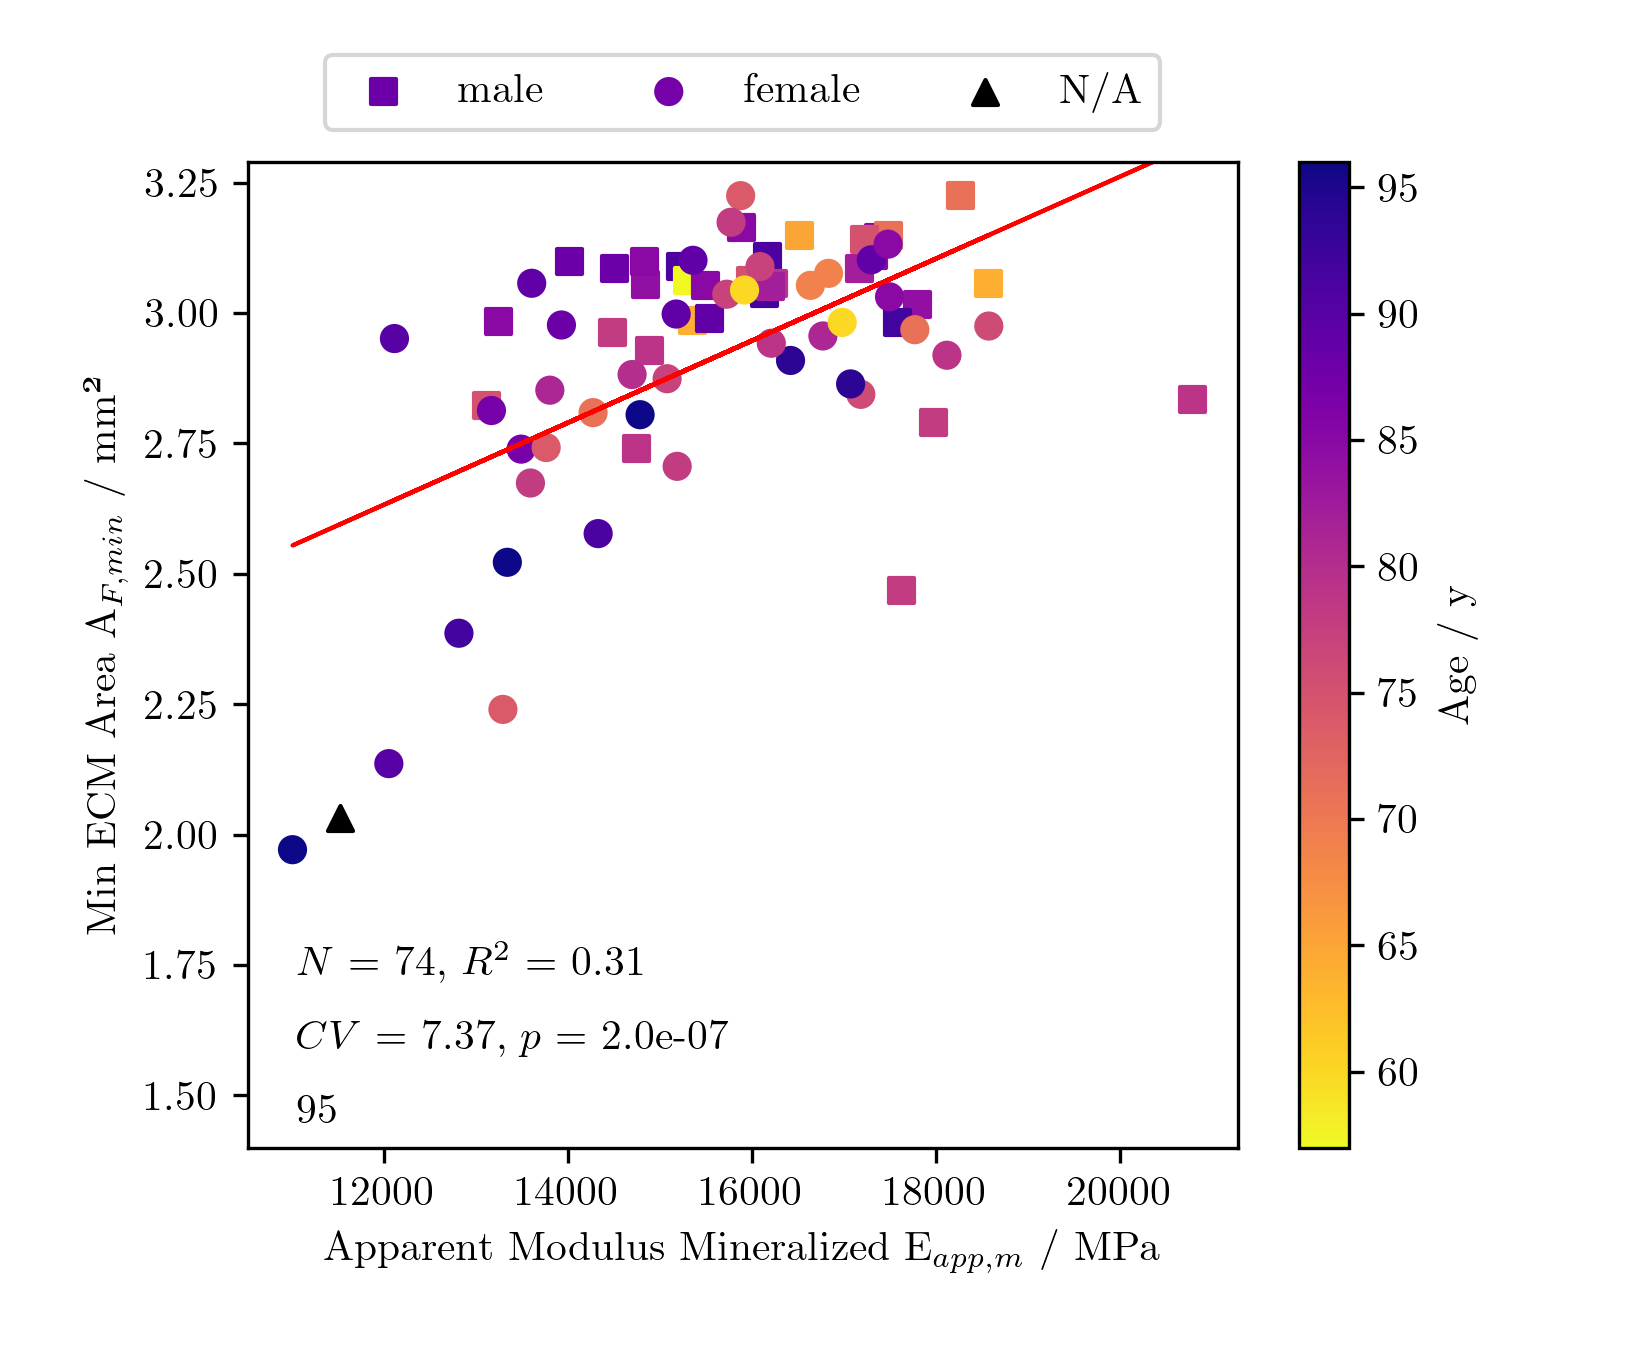 male female N/A
3.25
3.00
2.75
2.50
2.25
2.00
1.75
1.50
Min ECM Area A_{F,min} / mm²
N = 74, R² = 0.31
CV = 7.37, p = 2.0e-07
95
12000 14000 16000 18000 20000
Apparent Modulus Mineralized E_{app,m} / MPa
95
90
85
80
75
70
65
60
Age / y